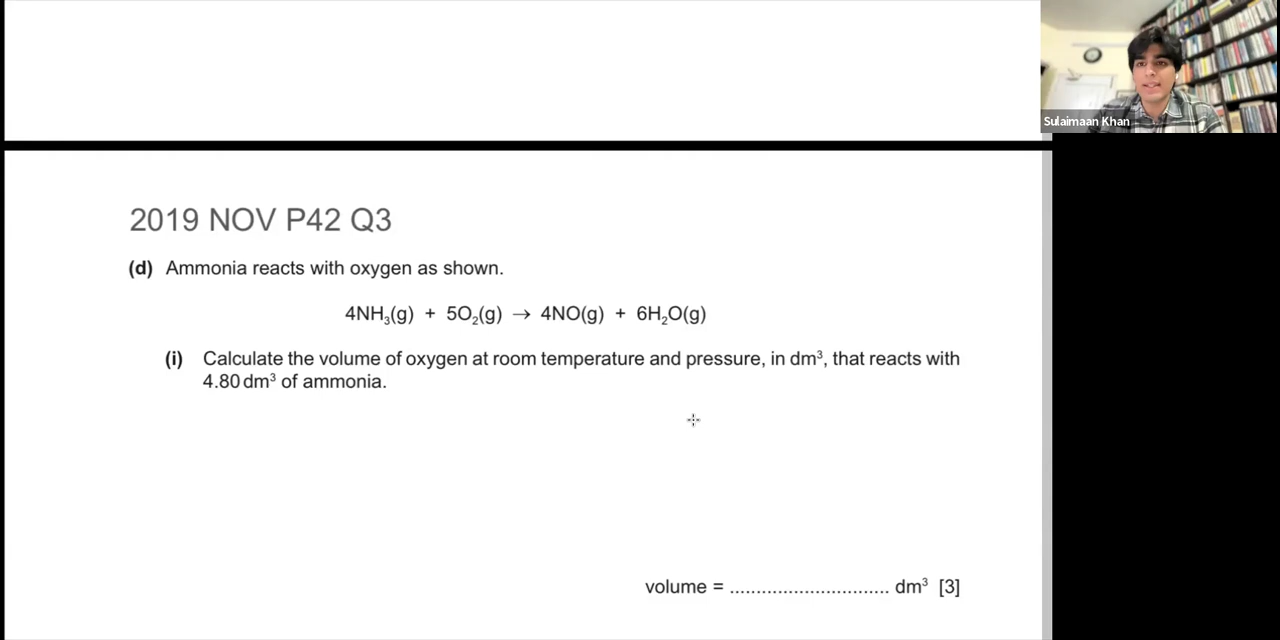 Sulaimaan Khan
2019 NOV P42 Q3
(d) Ammonia reacts with oxygen as shown.
4NH₃(g) + 5O₂(g) → 4NO(g) + 6H₂O(g)
(i) Calculate the volume of oxygen at room temperature and pressure, in dm³, that reacts with
4.80 dm³ of ammonia.
volume = .............................. dm³ [3]